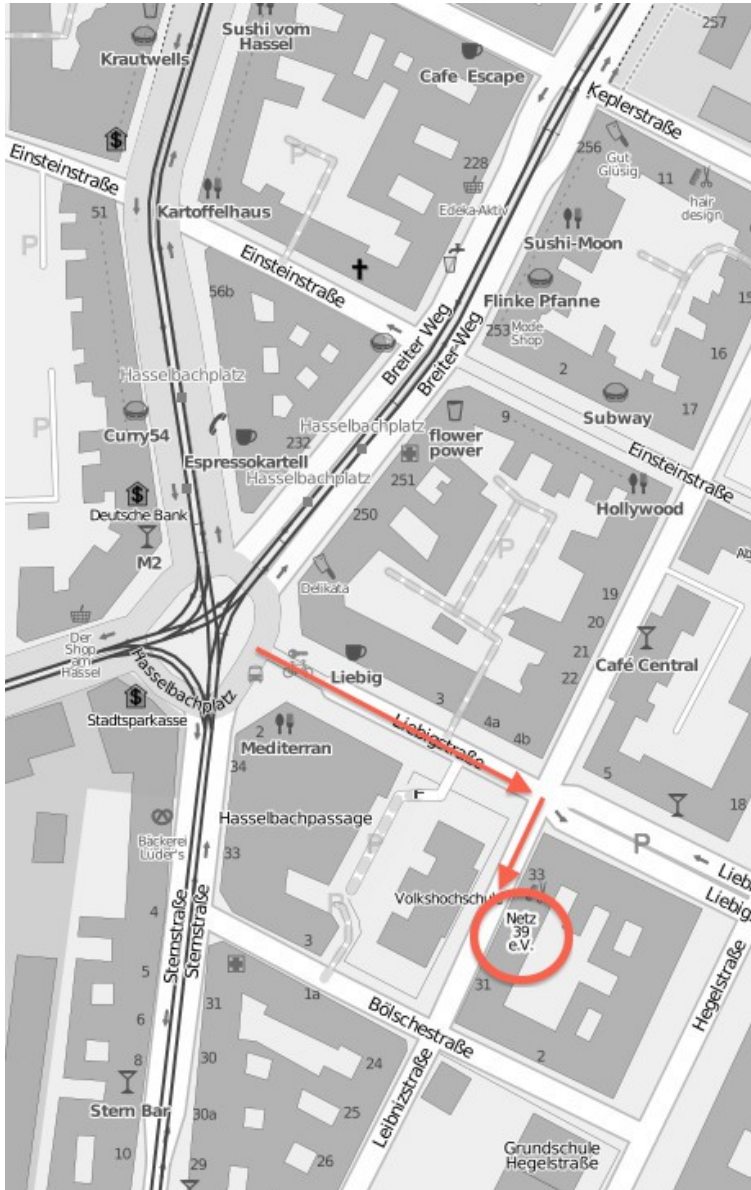 257
Sushi vom
Hassel
Krautwells
Cafe Escape
Keplerstraße
$
Einsteinstraße
P
228
256
Gut
Glüsig
11
hair
design
Edeka-Aktiv
51
Kartoffelhaus
P
Sushi-Moon
Einsteinstraße
56b
Flinke Pfanne
253
Mode
Shop
15
16
Breiter Weg
Breiter-Weg
2
Hasselbachplatz
Subway
17
P
Curry54
9
Hasselbachplatz
flower
power
232
Espressokartell
Hasselbachplatz
251
Einsteinstraße
Hollywood
$
Deutsche Bank
250
M2
P
Delikata
19
20
21
22
Café Central
Der
Shop
am
Hassel
Hasselbachplatz
Liebig
3
$
Stadtsparkasse
2
Mediterran
Liebigstraße
4a
4b
5
34
18
Hasselbachpassage
P
P
Bäckerei
Lüder's
33
33
Volkshochschule
P
Netz
39
e.V.
4
Sternstraße
Sternstraße
3
31
5
1a
Bölschestraße
Hegelstraße
31
6
2
8
30
24
Leibnizstraße
Stern Bar
30a
25
Grundschule
Hegelstraße
10
29
26